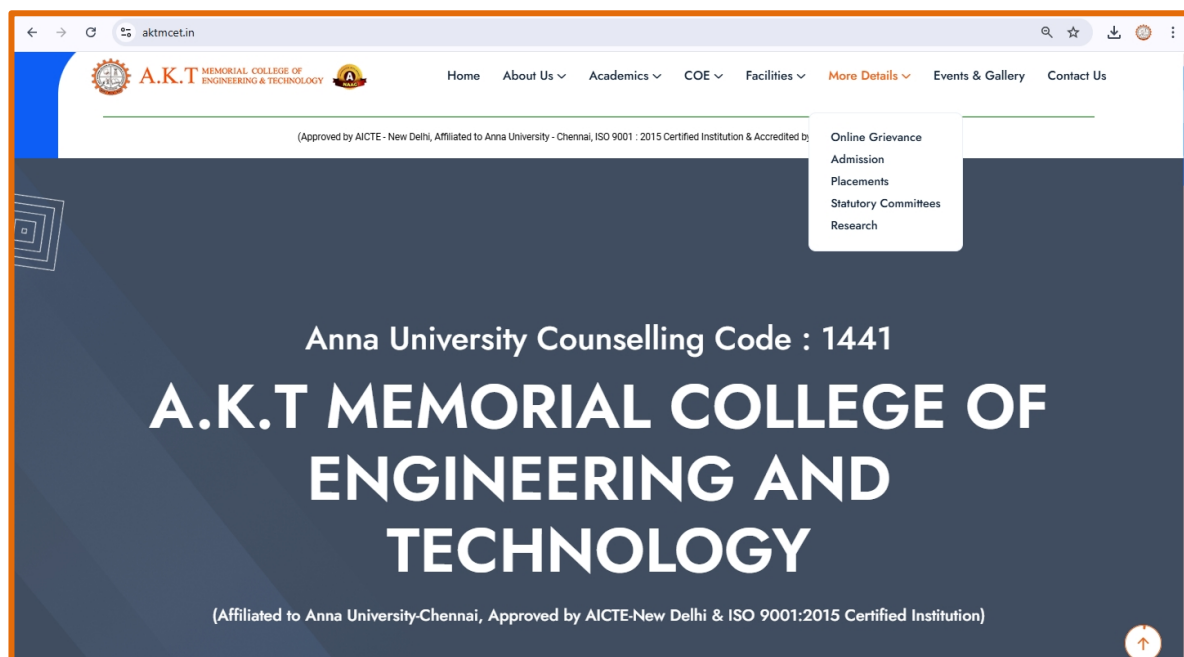 aktmcet.in
A.K.T MEMORIAL COLLEGE OF
ENGINEERING & TECHNOLOGY
A
NAAC
Home About Us Academics COE Facilities More Details Events & Gallery Contact Us
(Approved by AICTE - New Delhi, Affiliated to Anna University - Chennai, ISO 9001 : 2015 Certified Institution & Accredited by
Online Grievance
Admission
Placements
Statutory Committees
Research
Anna University Counselling Code : 1441
A.K.T MEMORIAL COLLEGE OF
ENGINEERING AND
TECHNOLOGY
(Affiliated to Anna University-Chennai, Approved by AICTE-New Delhi & ISO 9001:2015 Certified Institution)